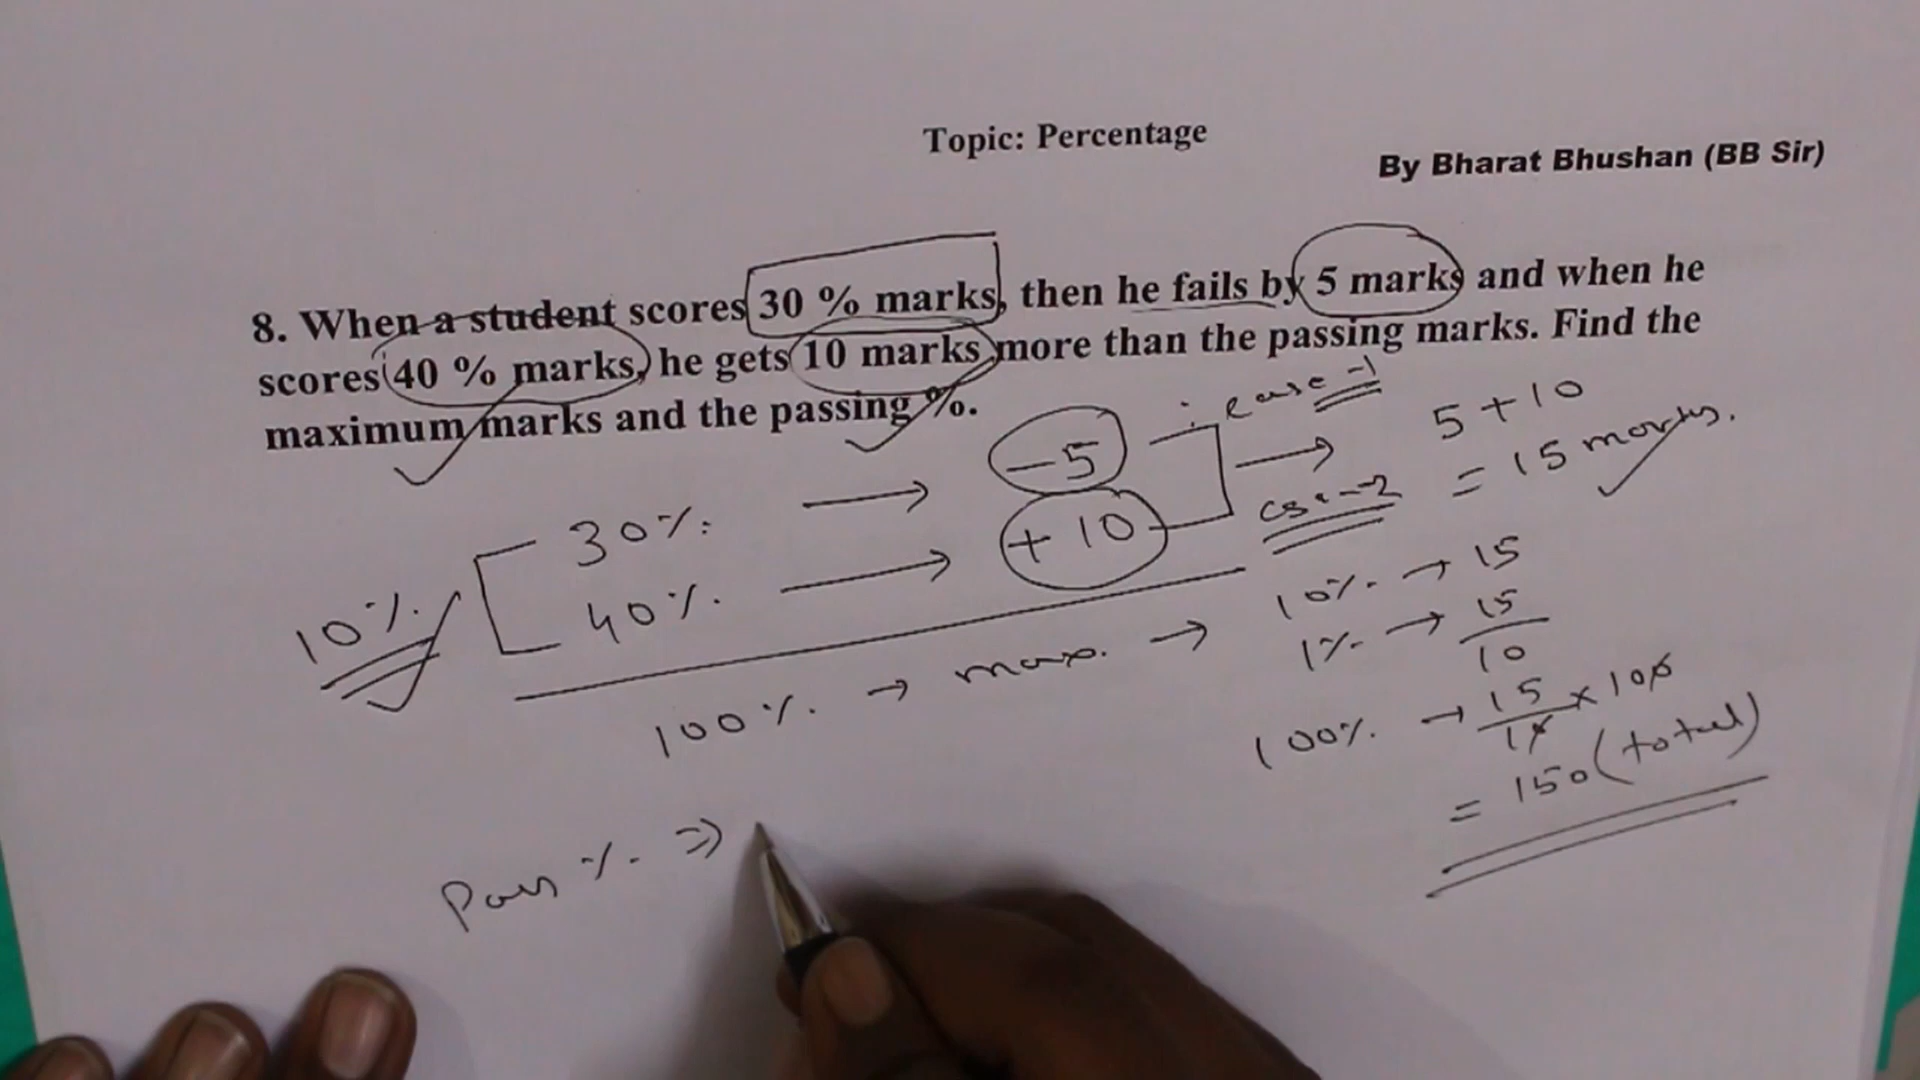 Topic: Percentage
By Bharat Bhushan (BB Sir)
8. When a student scores 30 % marks, then he fails by 5 marks and when he
scores 40 % marks, he gets 10 marks more than the passing marks. Find the
maximum marks and the passing %.
30% → -5 case-1
40% → +10 case-2
10%
→ 5+10
= 15 marks.
100% → max. →
10% → 15
1% → 15/10
100% → 15/10 × 100
= 150 (total)
Pass % ⇒